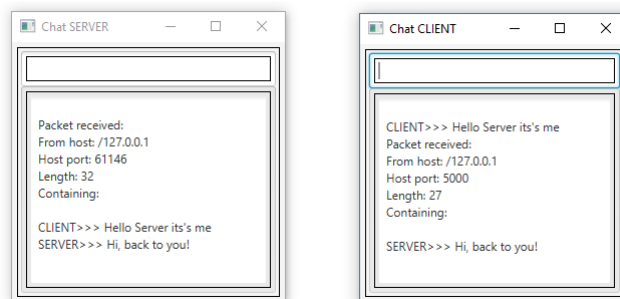 Chat SERVER
Packet received:
From host: /127.0.0.1
Host port: 61146
Length: 32
Containing:
CLIENT>>> Hello Server its's me
SERVER>>> Hi, back to you!
Chat CLIENT
CLIENT>>> Hello Server its's me
Packet received:
From host: /127.0.0.1
Host port: 5000
Length: 27
Containing:
SERVER>>> Hi, back to you!